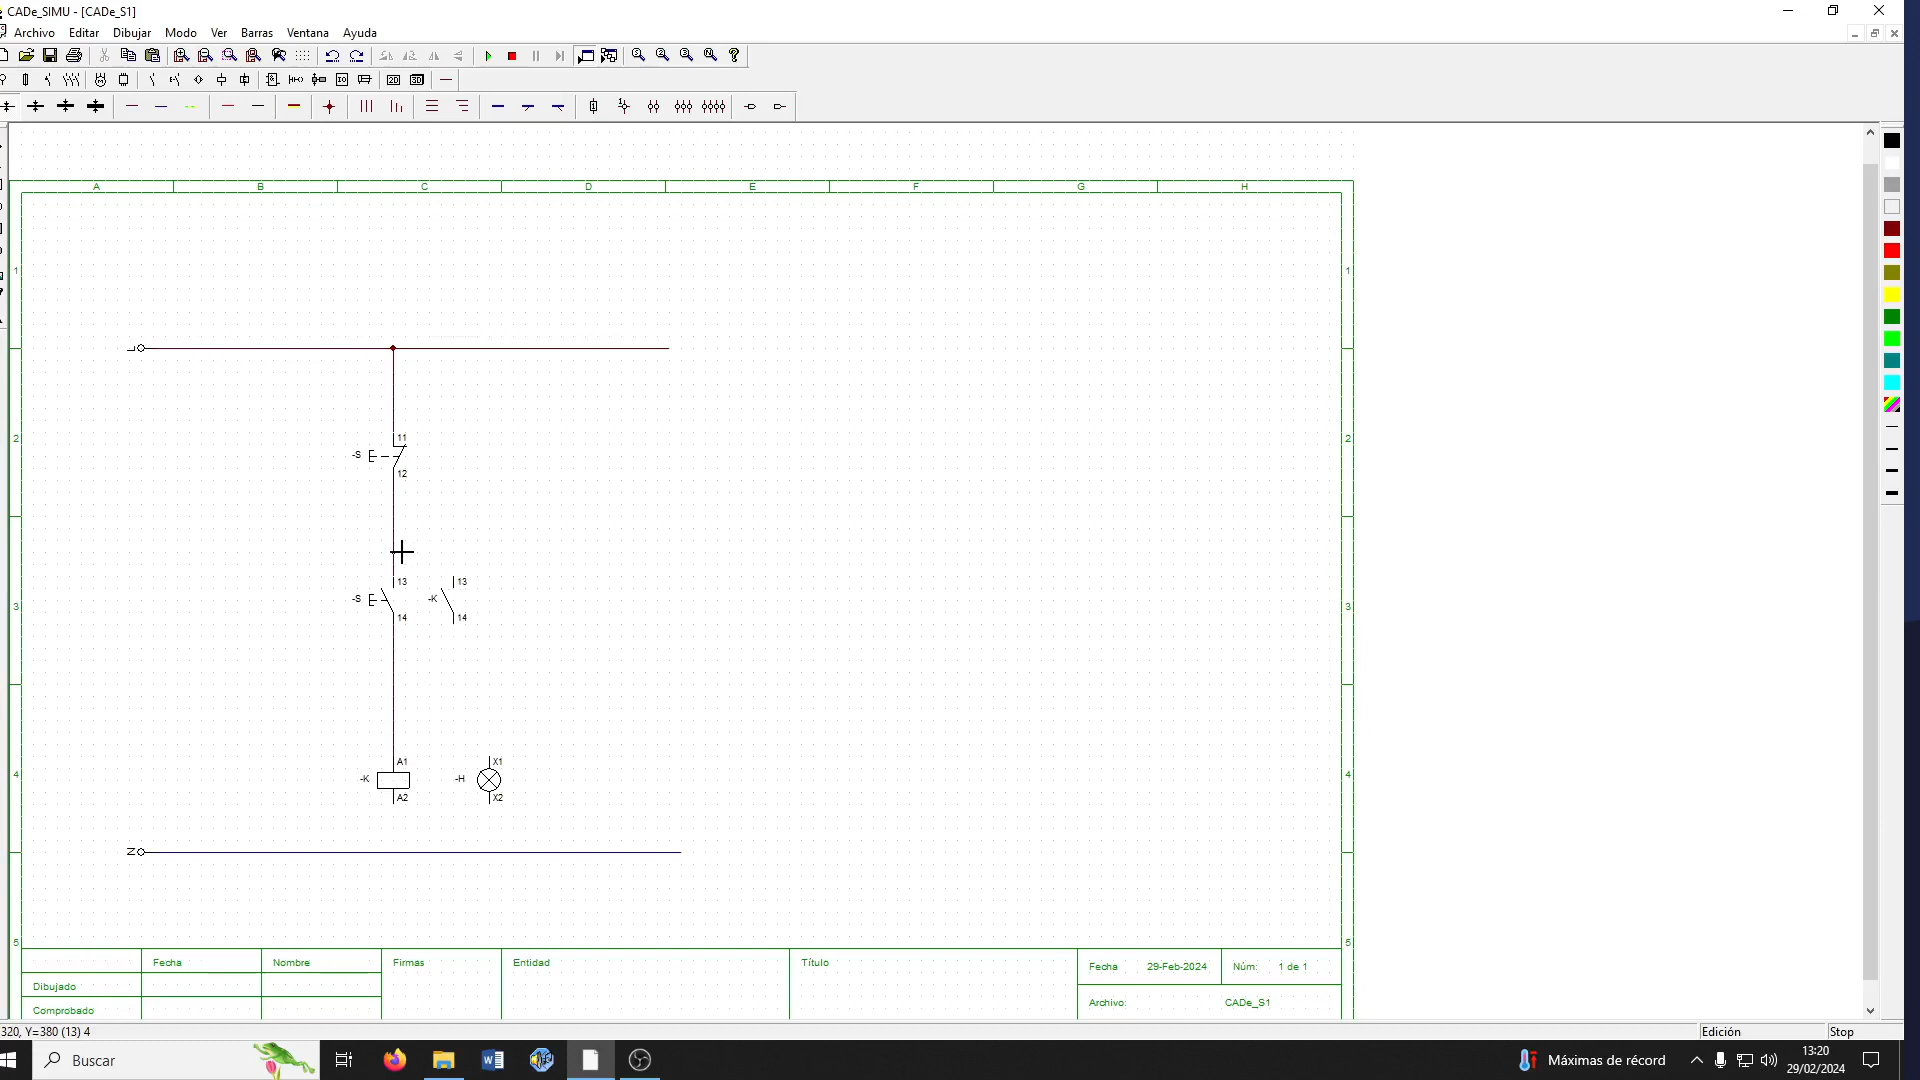 CADe_SIMU - [CADe_S1]
Archivo Editar Dibujar Modo Ver Barras Ventana Ayuda
A B C D E F G H
1 1
L
11
2 2
-S
12
13 13
-S -K
3 3
14 14
A1 X1
4 -K -H 4
A2 X2
N
5 5
Fecha Nombre Firmas Entidad Título Fecha 29-Feb-2024 Núm: 1 de 1
Dibujado
Archivo: CADe_S1
Comprobado
320, Y=380 (13) 4 Edición Stop
Buscar Máximas de récord 13:20
29/02/2024